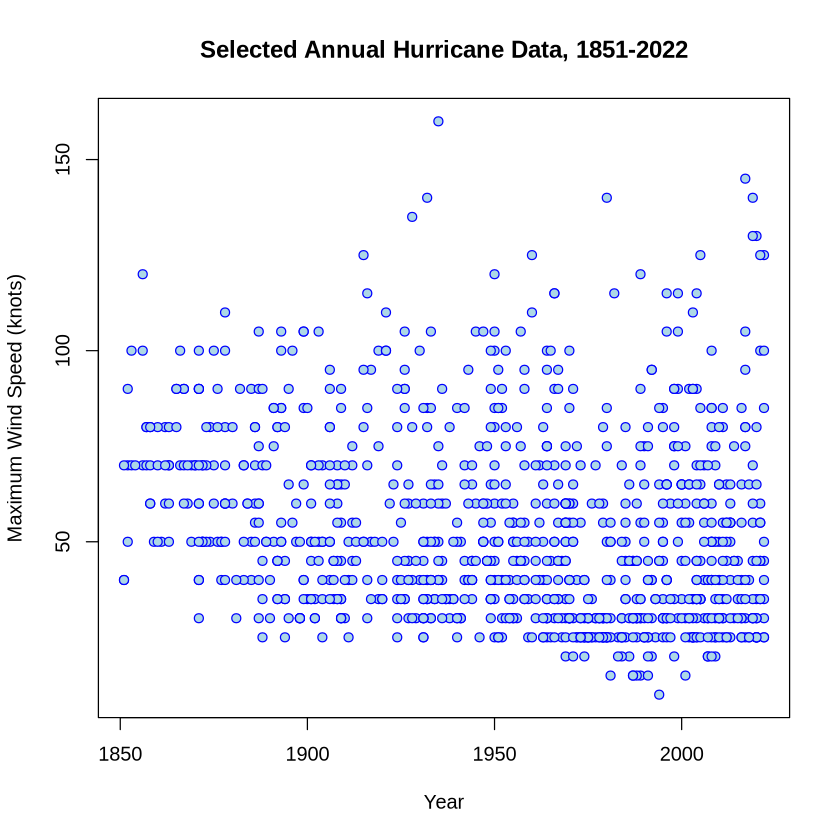 Selected Annual Hurricane Data, 1851-2022
Maximum Wind Speed (knots)
150
100
50
1850
1900
1950
2000
Year